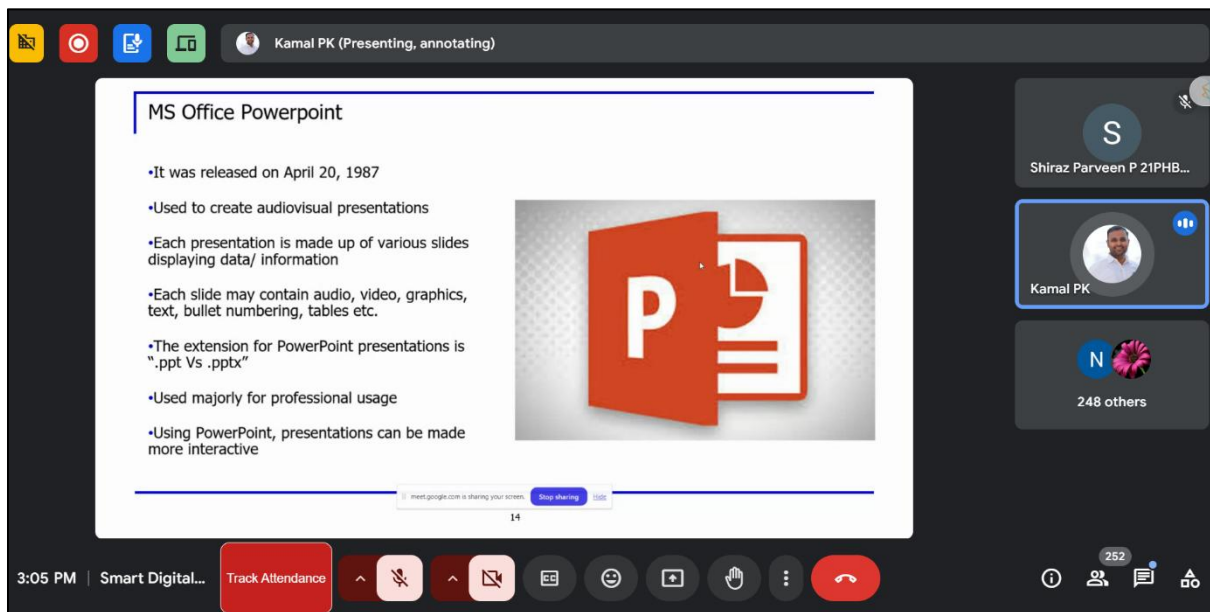 Kamal PK (Presenting, annotating)
MS Office Powerpoint
•It was released on April 20, 1987
•Used to create audiovisual presentations
•Each presentation is made up of various slides
displaying data/ information
•Each slide may contain audio, video, graphics,
text, bullet numbering, tables etc.
•The extension for PowerPoint presentations is
“.ppt Vs .pptx”
•Used majorly for professional usage
•Using PowerPoint, presentations can be made
more interactive
P
meet.google.com is sharing your screen. Stop sharing Hide
14
S
Shiraz Parveen P 21PHB...
Kamal PK
N
248 others
3:05 PM | Smart Digital... Track Attendance
CC
252